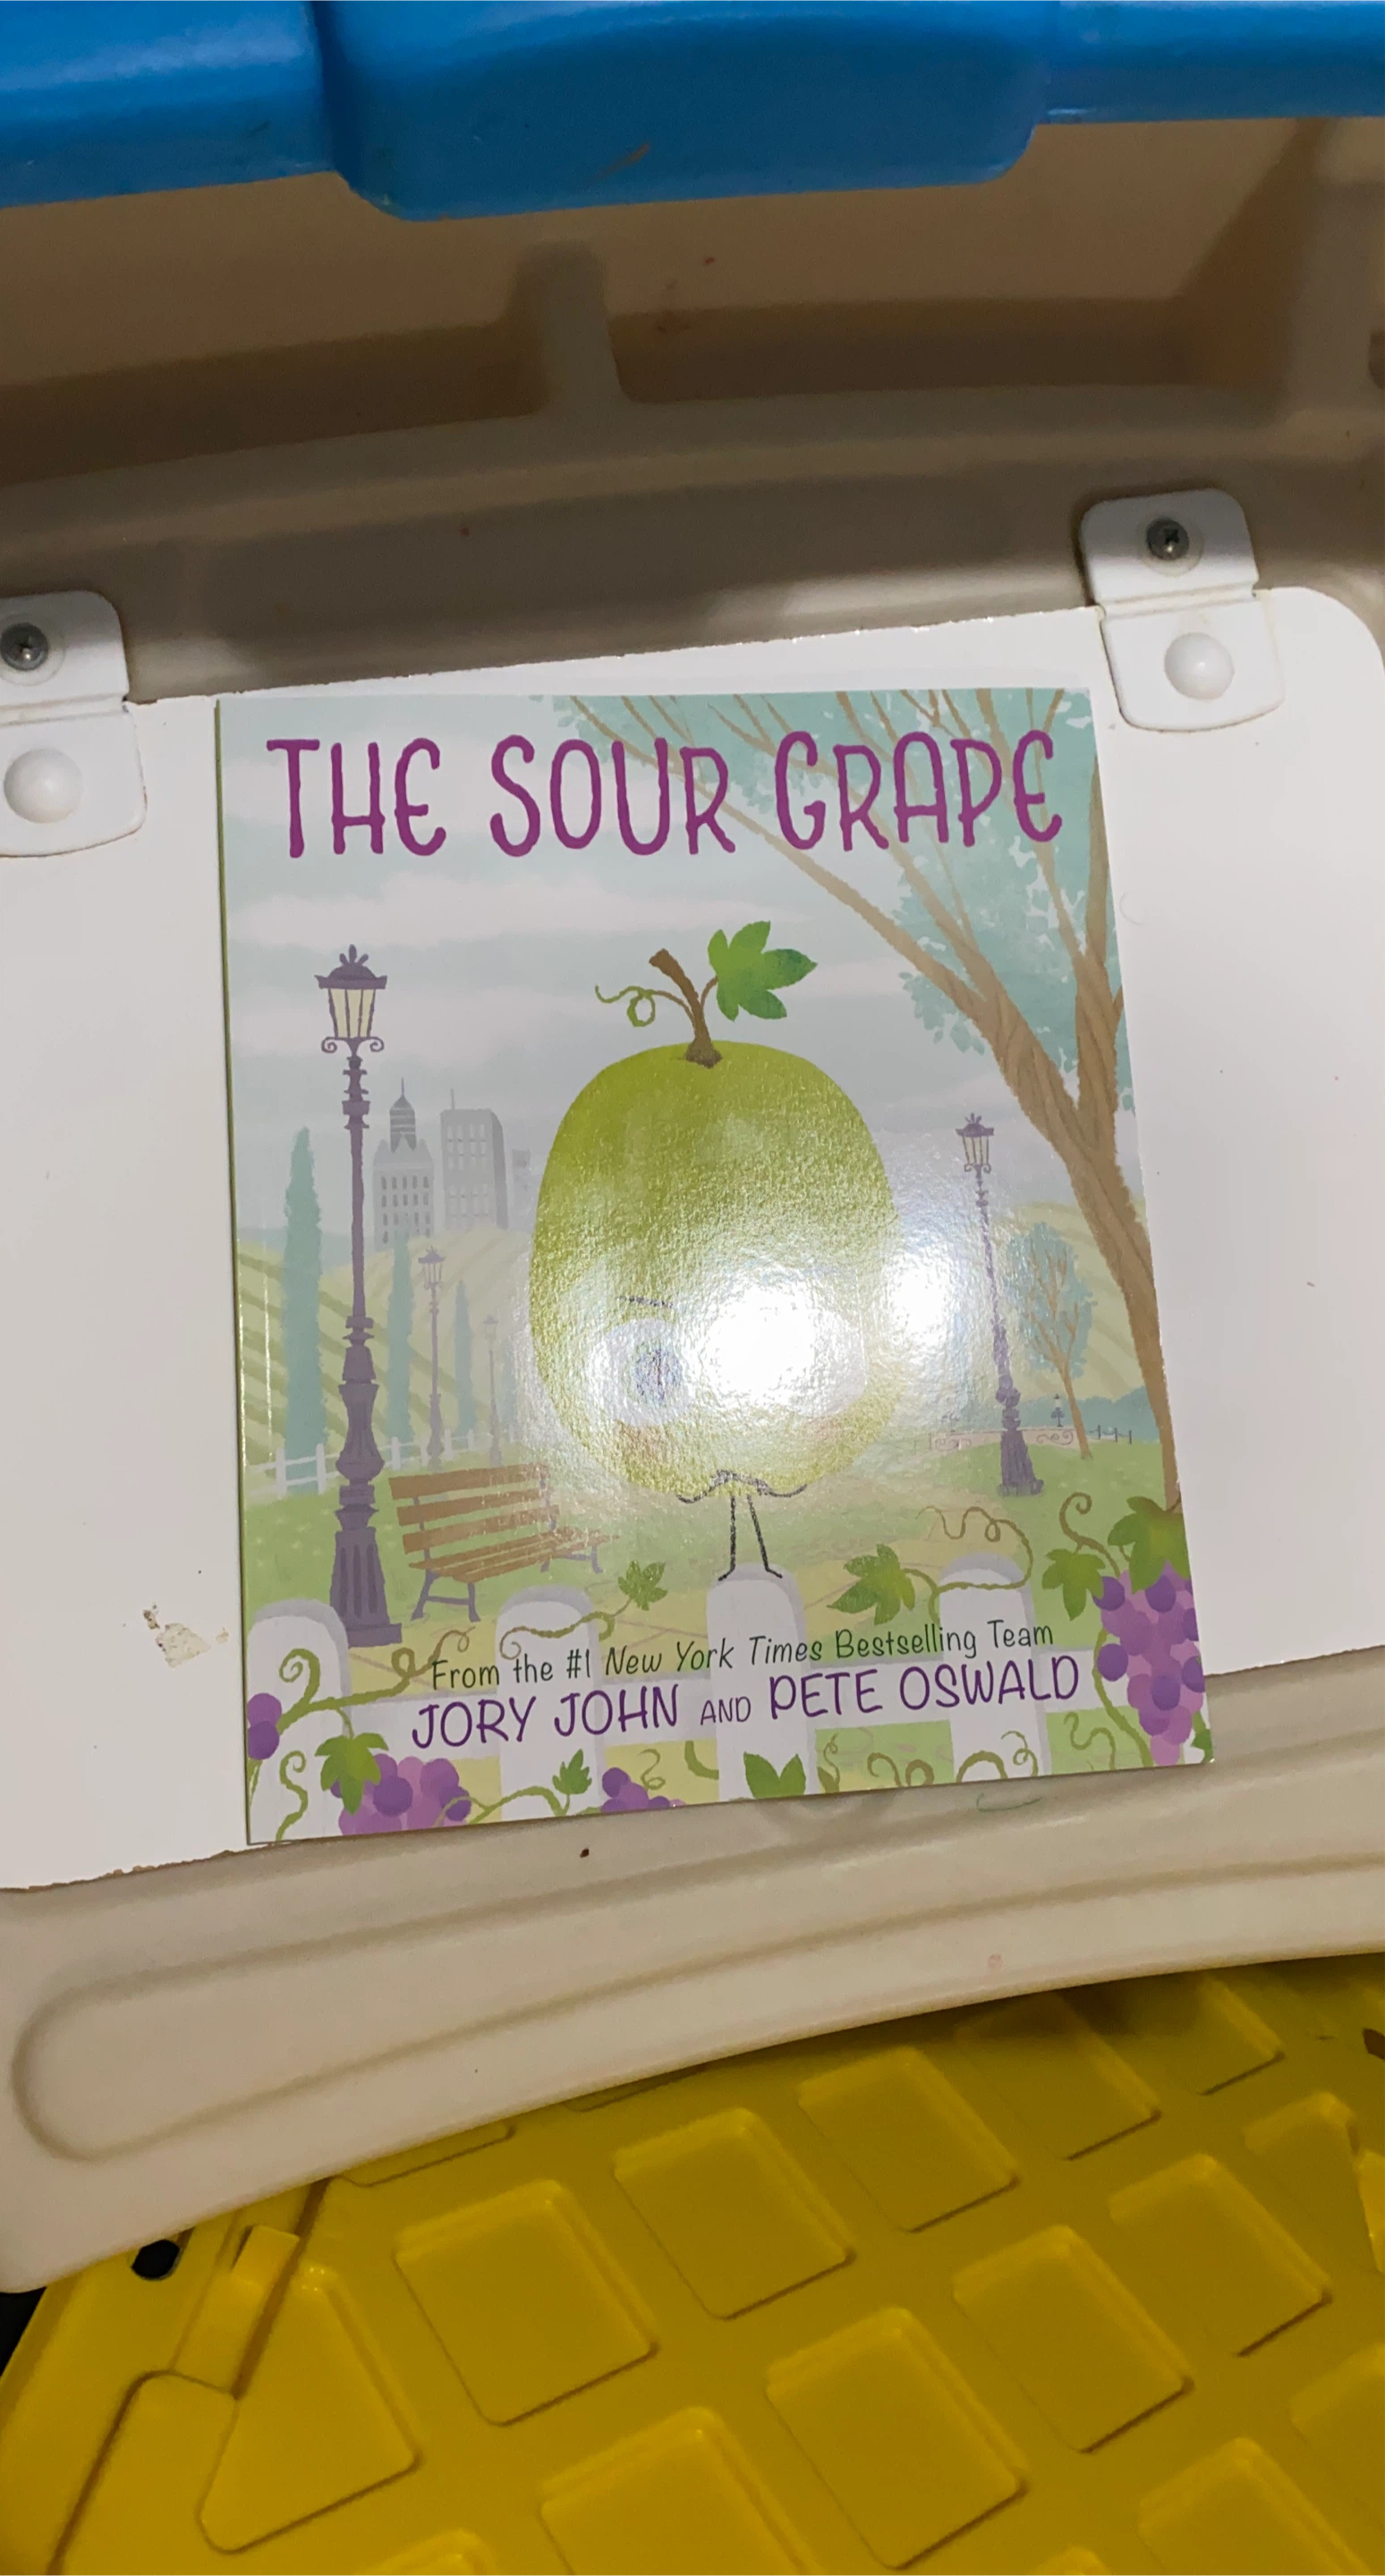 THE SOUR GRAPE
From the #1 New York Times Bestselling Team
JORY JOHN AND PETE OSWALD